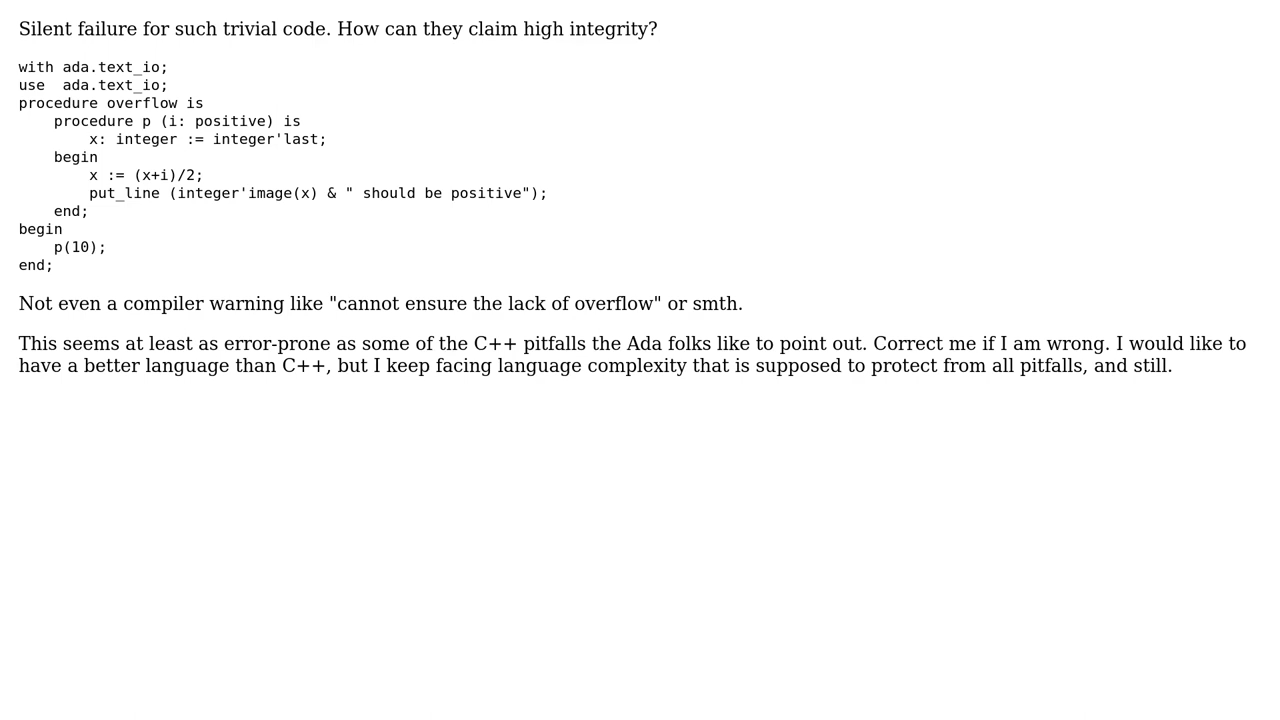 Silent failure for such trivial code. How can they claim high integrity?
with ada.text_io;
use  ada.text_io;
procedure overflow is
    procedure p (i: positive) is
        x: integer := integer'last;
    begin
        x := (x+i)/2;
        put_line (integer'image(x) & " should be positive");
    end;
begin
    p(10);
end;
Not even a compiler warning like "cannot ensure the lack of overflow" or smth.
This seems at least as error-prone as some of the C++ pitfalls the Ada folks like to point out. Correct me if I am wrong. I would like to
have a better language than C++, but I keep facing language complexity that is supposed to protect from all pitfalls, and still.